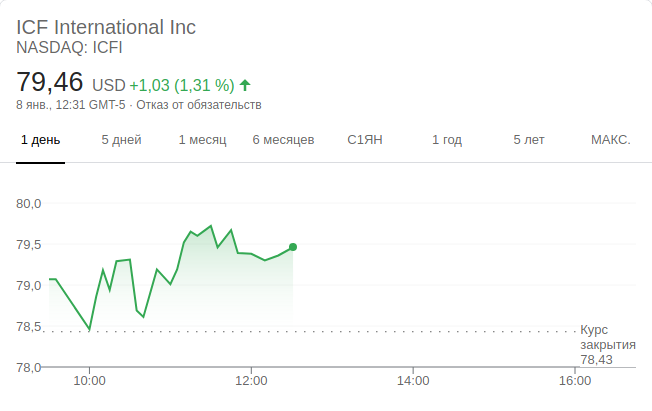 ICF International Inc
NASDAQ: ICFI
79,46 USD +1,03 (1,31 %)
8 янв., 12:31 GMT-5 · Отказ от обязательств
1 день 5 дней 1 месяц 6 месяцев С1ЯН 1 год 5 лет МАКС.
80,0
79,5
79,0
78,5
Курс
закрытия
78,43
78,0
10:00 12:00 14:00 16:00